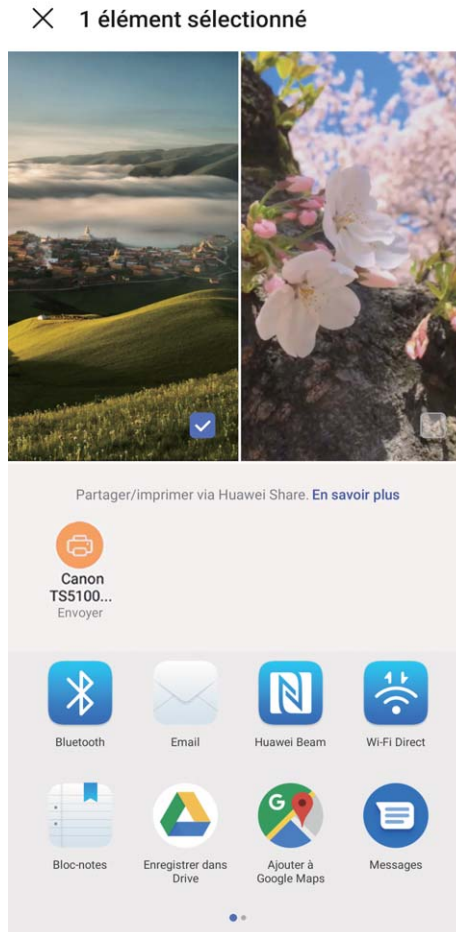 1 élément sélectionné
Partager/imprimer via Huawei Share. En savoir plus
Canon
TS5100...
Envoyer
Bluetooth
Email
Huawei Beam
Wi-Fi Direct
Bloc-notes
Enregistrer dans
Drive
G
Ajouter à
Google Maps
Messages